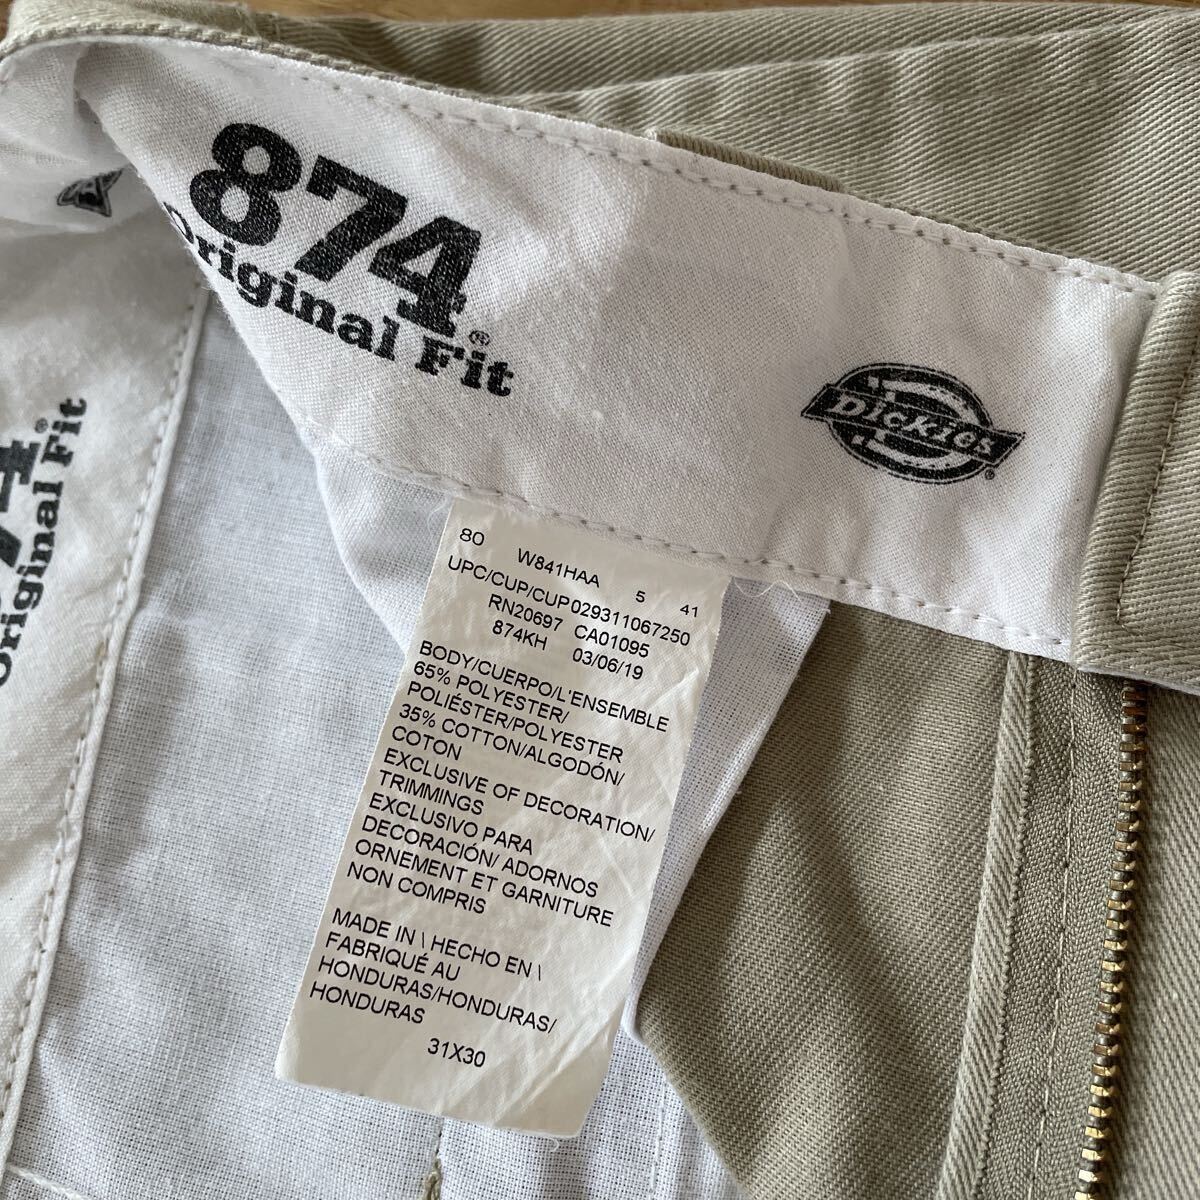 874®
Original Fit
Dickies®
4®
Original Fit
80 W841HAA 5 41
UPC/CUP/CUP029311067250
RN20697 CA01095
874KH 03/06/19
BODY/CUERPO/L'ENSEMBLE
65% POLYESTER/
POLIÉSTER/POLYESTER
35% COTTON/ALGODÓN/
COTON
EXCLUSIVE OF DECORATION/
TRIMMINGS
EXCLUSIVO PARA
DECORACIÓN/ ADORNOS
ORNEMENT ET GARNITURE
NON COMPRIS
MADE IN \ HECHO EN \
FABRIQUÉ AU
HONDURAS/HONDURAS/
HONDURAS
31X30